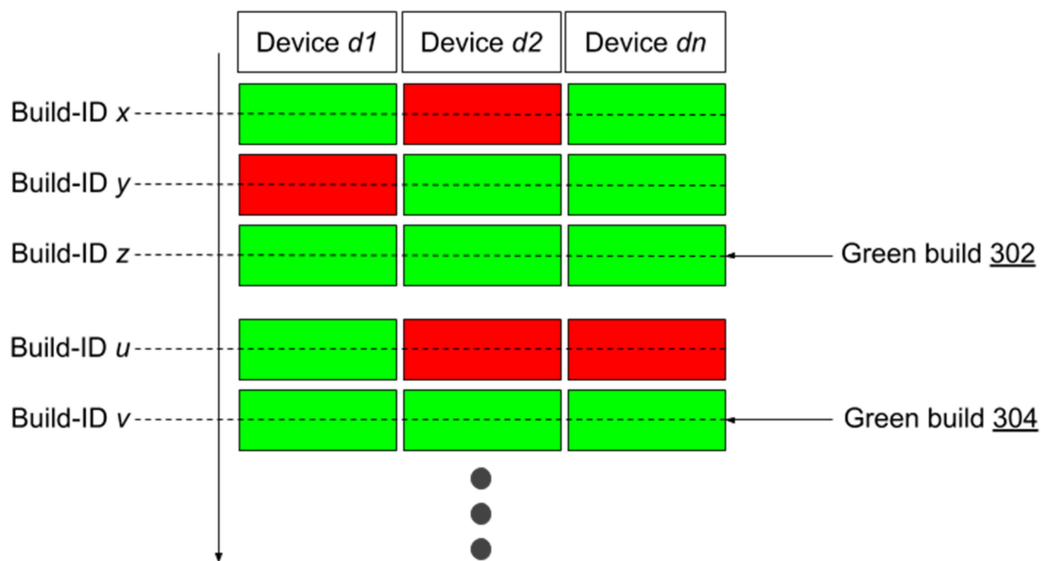 Device d1 Device d2 Device dn
Build-ID x
Build-ID y
Build-ID z Green build 302
Build-ID u
Build-ID v Green build 304